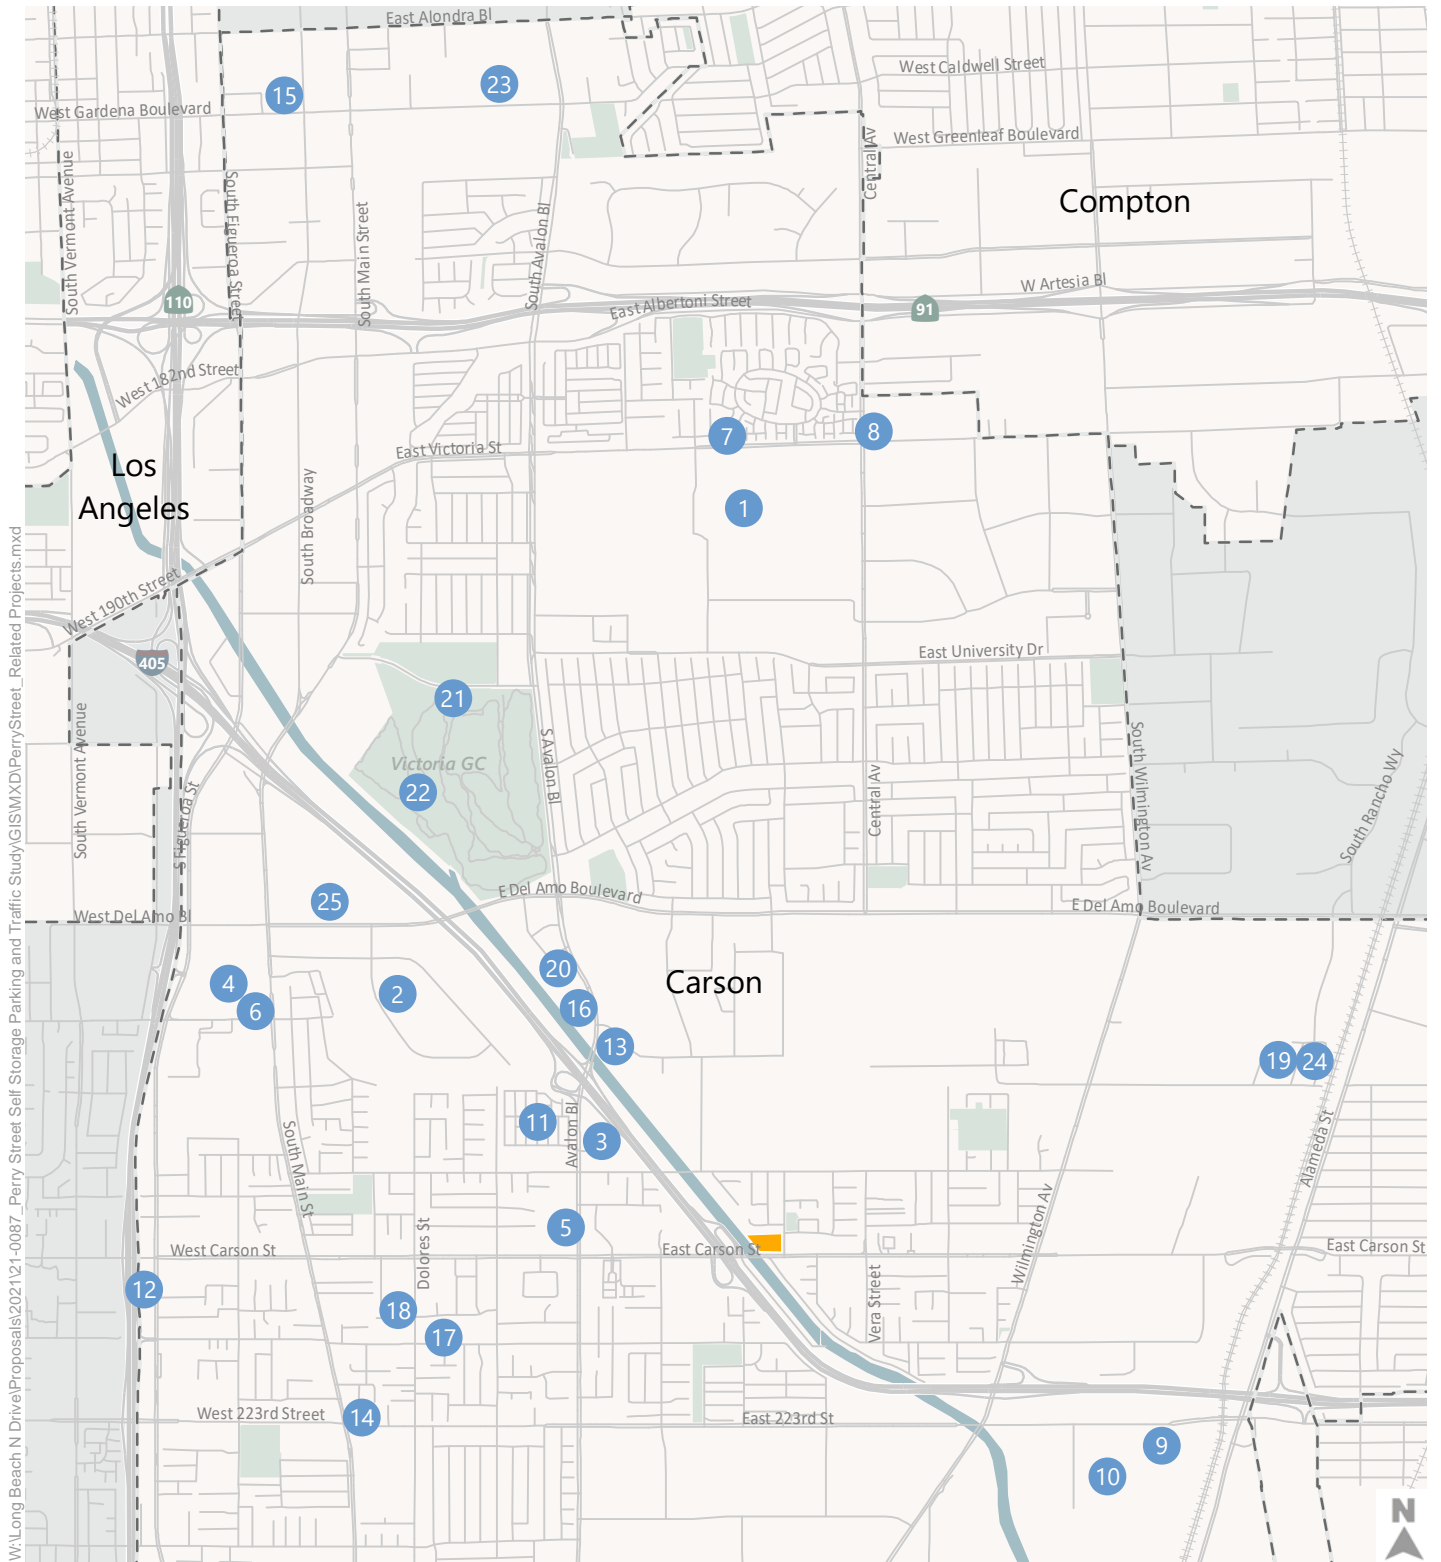 East Alondra Bl
West Caldwell Street
23
15
West Gardena Boulevard
West Greenleaf Boulevard
Central Av
South Vermont Avenue
South Figueroa Street
South Main Street
South Avalon Bl
Compton
W Artesia Bl
110
East Albertoni Street
91
West 182nd Street
7
8
East Victoria St
Los
Angeles
1
South Broadway
West 190th Street
East University Dr
405
21
South Vermont Avenue
S Figueroa St
Victoria GC
22
S Avalon Bl
Central Av
South Wilmington Av
South Rancho Wy
E Del Amo Boulevard
25
West Del Amo Bl
E Del Amo Boulevard
20
Carson
4
2
6
16
13
19
24
11
Avalon Bl
3
South Main St
Alameda St
5
Dolores St
West Carson St
East Carson St
Wilmington Av
East Carson St
12
Vera Street
18
17
West 223rd Street
14
East 223rd St
9
10
N
W:\Long Beach N Drive\Proposals\2021\21-0087_Perry Street Self Storage Parking and Traffic Study\GIS\MXD\PerryStreet_Related Projects.mxd